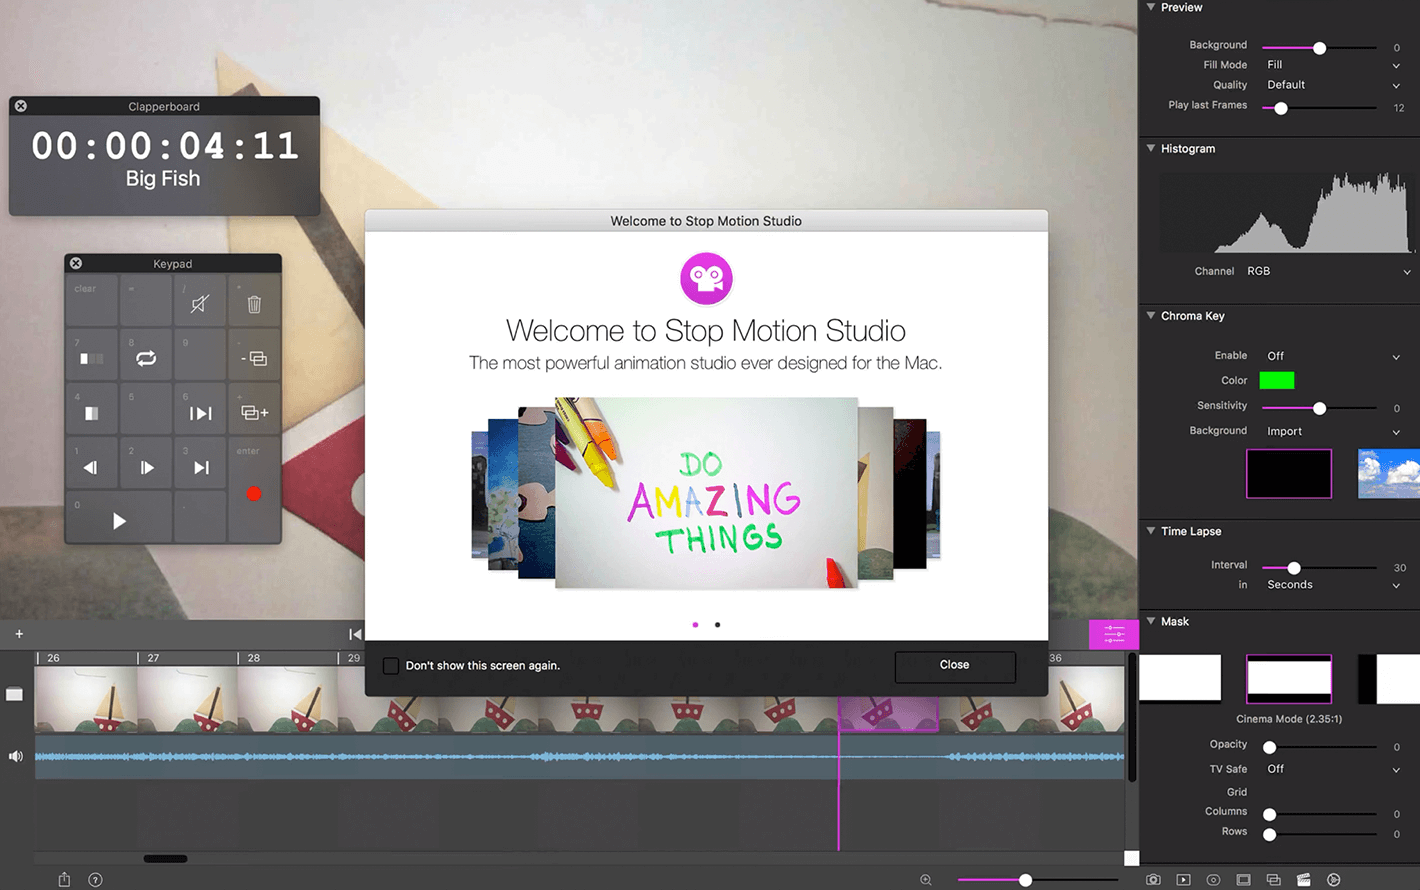 Clapperboard
00:00:04:11
Big Fish
Keypad
clear
=
/
*
7
8
9
-
4
5
6
+
1
2
3
enter
0
.
Welcome to Stop Motion Studio
Welcome to Stop Motion Studio
The most powerful animation studio ever designed for the Mac.
DO
AMAZING
THINGS
Don't show this screen again.
Close
26
27
28
29
36
Preview
Background 0
Fill Mode Fill
Quality Default
Play last Frames 12
Histogram
Channel RGB
Chroma Key
Enable Off
Color
Sensitivity 0
Background Import
Time Lapse
Interval 30
in Seconds
Mask
Cinema Mode (2.35:1)
Opacity 0
TV Safe Off
Grid
Columns 0
Rows 0